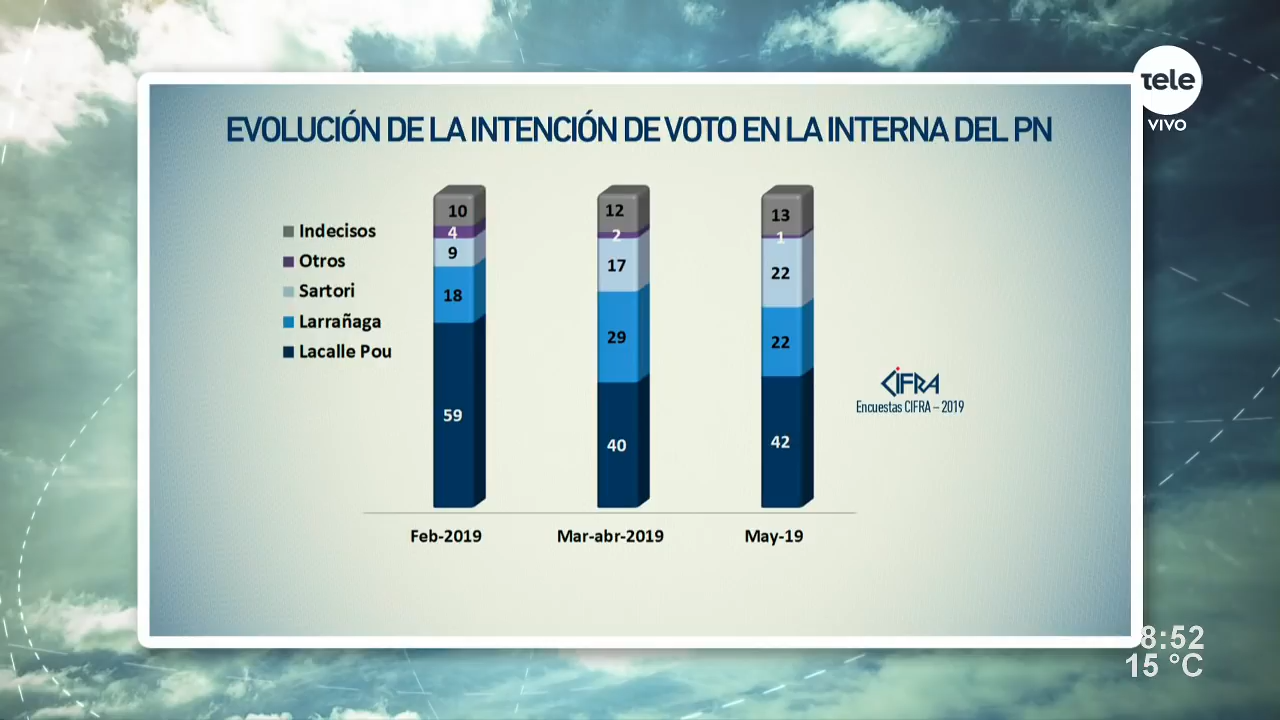 tele
VIVO
EVOLUCIÓN DE LA INTENCIÓN DE VOTO EN LA INTERNA DEL PN
Indecisos
Otros
Sartori
Larrañaga
Lacalle Pou
10
4
9
18
59
12
2
17
29
40
13
1
22
22
42
CIFRA
Encuestas CIFRA – 2019
Feb-2019
Mar-abr-2019
May-19
8:52
15 °C